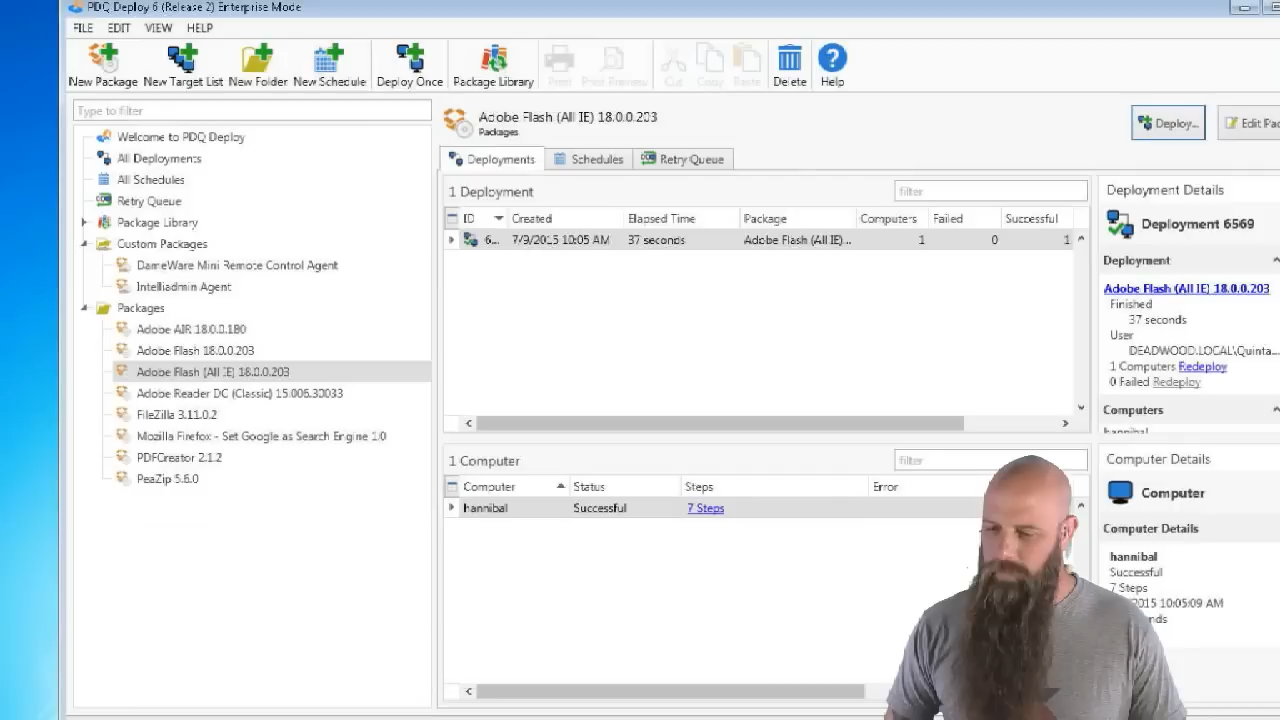 PDQ Deploy 6 (Release 2) Enterprise Mode
FILE EDIT VIEW HELP
New Package New Target List New Folder New Schedule Deploy Once Package Library Print Print Preview Cut Copy Paste Delete Help
Type to filter
Welcome to PDQ Deploy
All Deployments
All Schedules
Retry Queue
Package Library
Custom Packages
DameWare Mini Remote Control Agent
Intelliadmin Agent
Packages
Adobe AIR 18.0.0.180
Adobe Flash 18.0.0.203
Adobe Flash (All IE) 18.0.0.203
Adobe Reader DC (Classic) 15.006.30033
FileZilla 3.11.0.2
Mozilla Firefox - Set Google as Search Engine 1.0
PDFCreator 2.1.2
PeaZip 5.6.0
Adobe Flash (All IE) 18.0.0.203
Packages
Deploy...
Edit Pac
Deployments Schedules Retry Queue
1 Deployment
filter
ID Created Elapsed Time Package Computers Failed Successful
6... 7/9/2015 10:05 AM 37 seconds Adobe Flash (All IE)... 1 0 1
1 Computer
filter
Computer Status Steps Error
hannibal Successful 7 Steps
Deployment Details
Deployment 6569
Deployment
Adobe Flash (All IE) 18.0.0.203
Finished
37 seconds
User
DEADWOOD.LOCAL\Quinta...
1 Computers Redeploy
0 Failed Redeploy
Computers
hannibal
Computer Details
Computer
Computer Details
hannibal
Successful
7 Steps
2015 10:05:09 AM